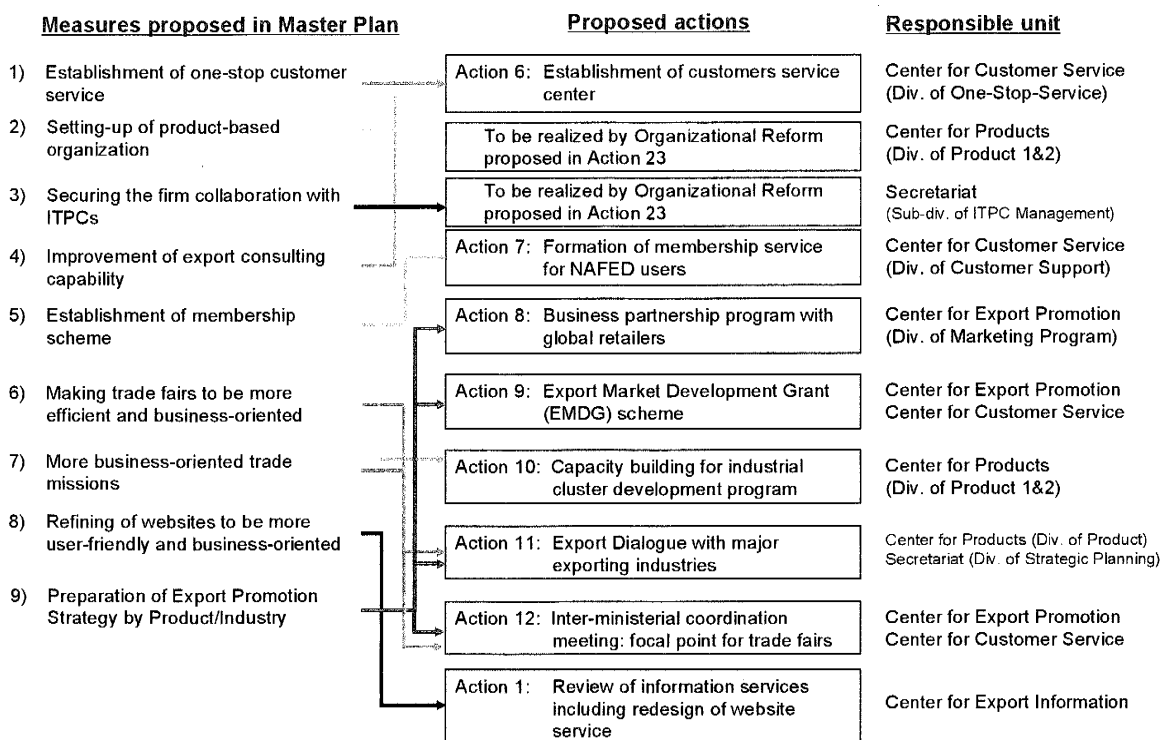 Measures proposed in Master Plan
1) Establishment of one-stop customer
service
2) Setting-up of product-based
organization
3) Securing the firm collaboration with
ITPCs
4) Improvement of export consulting
capability
5) Establishment of membership
scheme
6) Making trade fairs to be more
efficient and business-oriented
7) More business-oriented trade
missions
8) Refining of websites to be more
user-friendly and business-oriented
9) Preparation of Export Promotion
Strategy by Product/Industry
Proposed actions
Action 6: Establishment of customers service
center
To be realized by Organizational Reform
proposed in Action 23
To be realized by Organizational Reform
proposed in Action 23
Action 7: Formation of membership service
for NAFED users
Action 8: Business partnership program with
global retailers
Action 9: Export Market Development Grant
(EMDG) scheme
Action 10: Capacity building for industrial
cluster development program
Action 11: Export Dialogue with major
exporting industries
Action 12: Inter-ministerial coordination
meeting: focal point for trade fairs
Action 1: Review of information services
including redesign of website
service
Responsible unit
Center for Customer Service
(Div. of One-Stop-Service)
Center for Products
(Div. of Product 1&2)
Secretariat
(Sub-div. of ITPC Management)
Center for Customer Service
(Div. of Customer Support)
Center for Export Promotion
(Div. of Marketing Program)
Center for Export Promotion
Center for Customer Service
Center for Products
(Div. of Product 1&2)
Center for Products (Div. of Product)
Secretariat (Div. of Strategic Planning)
Center for Export Promotion
Center for Customer Service
Center for Export Information